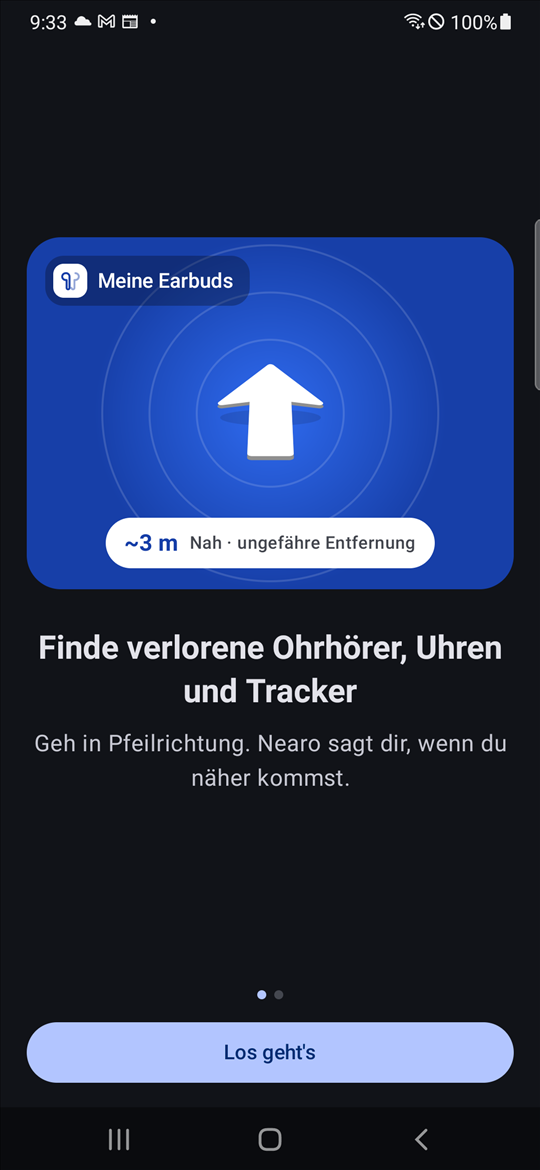 9:33
100%
Meine Earbuds
~3 m Nah · ungefähre Entfernung
Finde verlorene Ohrhörer, Uhren
und Tracker
Geh in Pfeilrichtung. Nearo sagt dir, wenn du
näher kommst.
Los geht's